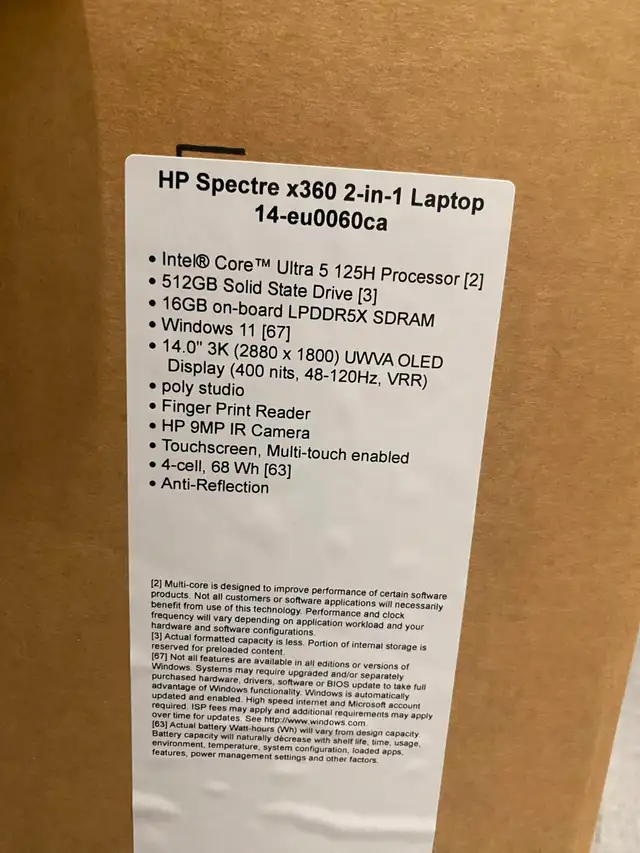 HP Spectre x360 2-in-1 Laptop
14-eu0060ca
• Intel® Core™ Ultra 5 125H Processor [2]
• 512GB Solid State Drive [3]
• 16GB on-board LPDDR5X SDRAM
• Windows 11 [67]
• 14.0" 3K (2880 x 1800) UWVA OLED
Display (400 nits, 48-120Hz, VRR)
• poly studio
• Finger Print Reader
• HP 9MP IR Camera
• Touchscreen, Multi-touch enabled
• 4-cell, 68 Wh [63]
• Anti-Reflection
[2] Multi-core is designed to improve performance of certain software
products. Not all customers or software applications will necessarily
benefit from use of this technology. Performance and clock
frequency will vary depending on application workload and your
hardware and software configurations.
[3] Actual formatted capacity is less. Portion of internal storage is
reserved for preloaded content.
[67] Not all features are available in all editions or versions of
Windows. Systems may require upgraded and/or separately
purchased hardware, drivers, software or BIOS update to take full
advantage of Windows functionality. Windows is automatically
updated and enabled. High speed internet and Microsoft account
required. ISP fees may apply and additional requirements may apply
over time for updates. See http://www.windows.com.
[63] Actual battery Watt-hours (Wh) will vary from design capacity.
Battery capacity will naturally decrease with shelf life, time, usage,
environment, temperature, system configuration, loaded apps,
features, power management settings and other factors.